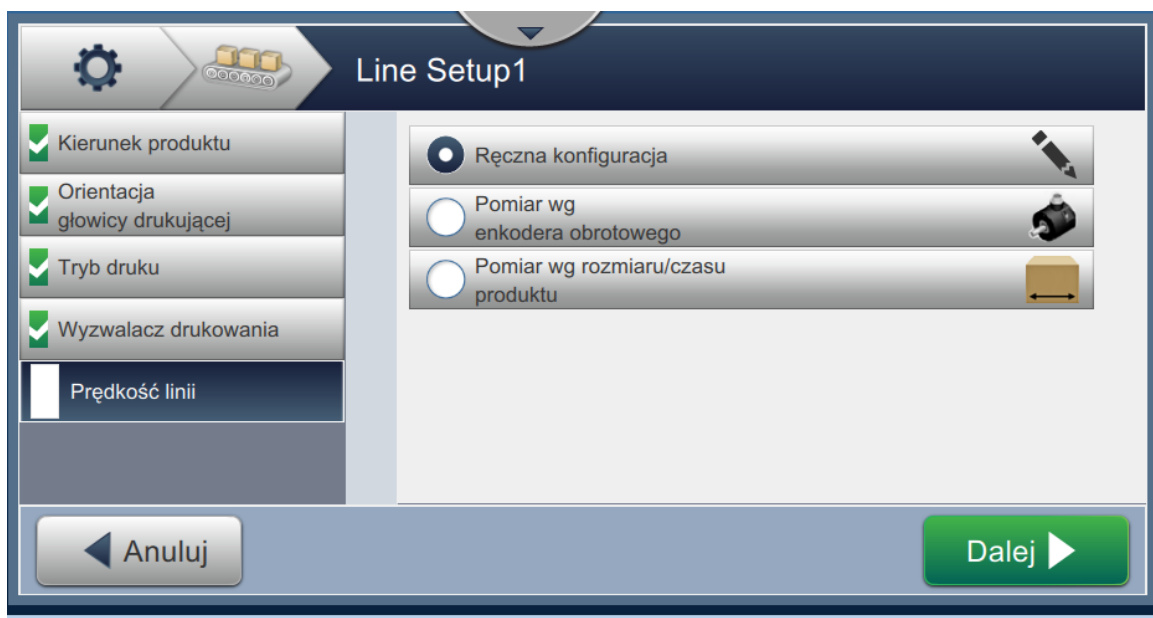 Line Setup1
Kierunek produktu
Orientacja
głowicy drukującej
Tryb druku
Wyzwalacz drukowania
Prędkość linii
Ręczna konfiguracja
Pomiar wg
enkodera obrotowego
Pomiar wg rozmiaru/czasu
produktu
Anuluj
Dalej